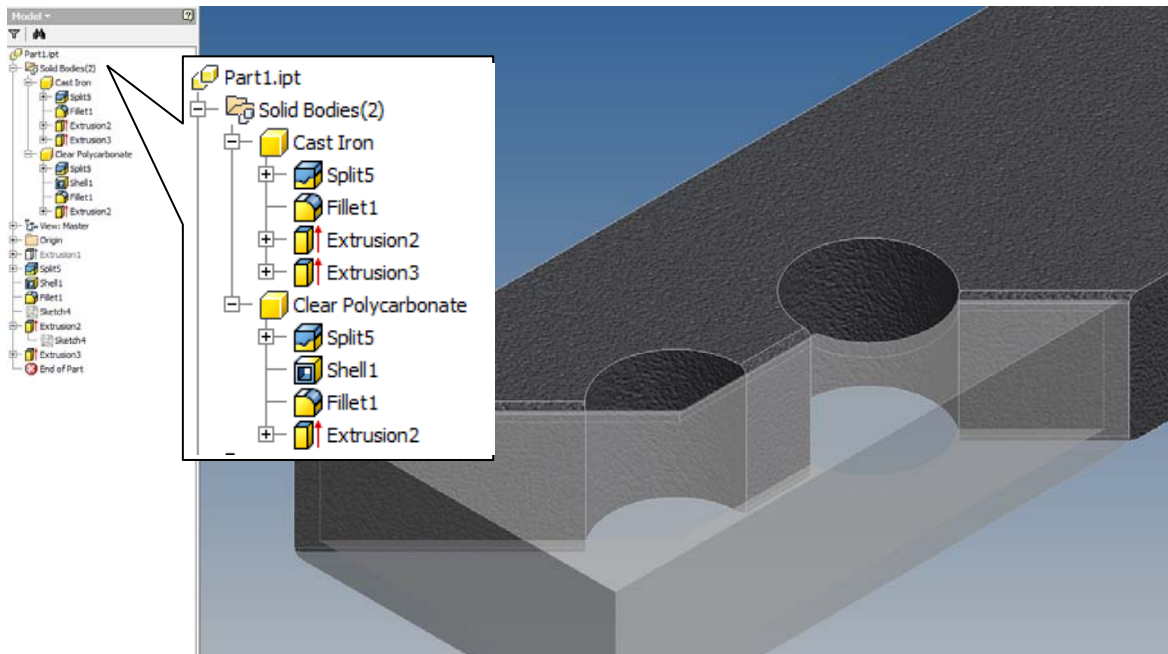 Model
Part1.ipt
Solid Bodies(2)
Cast Iron
Split5
Fillet1
Extrusion2
Extrusion3
Clear Polycarbonate
Split5
Shell1
Fillet1
Extrusion2
View: Master
Origin
Extrusion1
Split5
Shell1
Fillet1
Sketch4
Extrusion2
Sketch4
Extrusion3
End of Part
Part1.ipt
Solid Bodies(2)
Cast Iron
Split5
Fillet1
Extrusion2
Extrusion3
Clear Polycarbonate
Split5
Shell1
Fillet1
Extrusion2